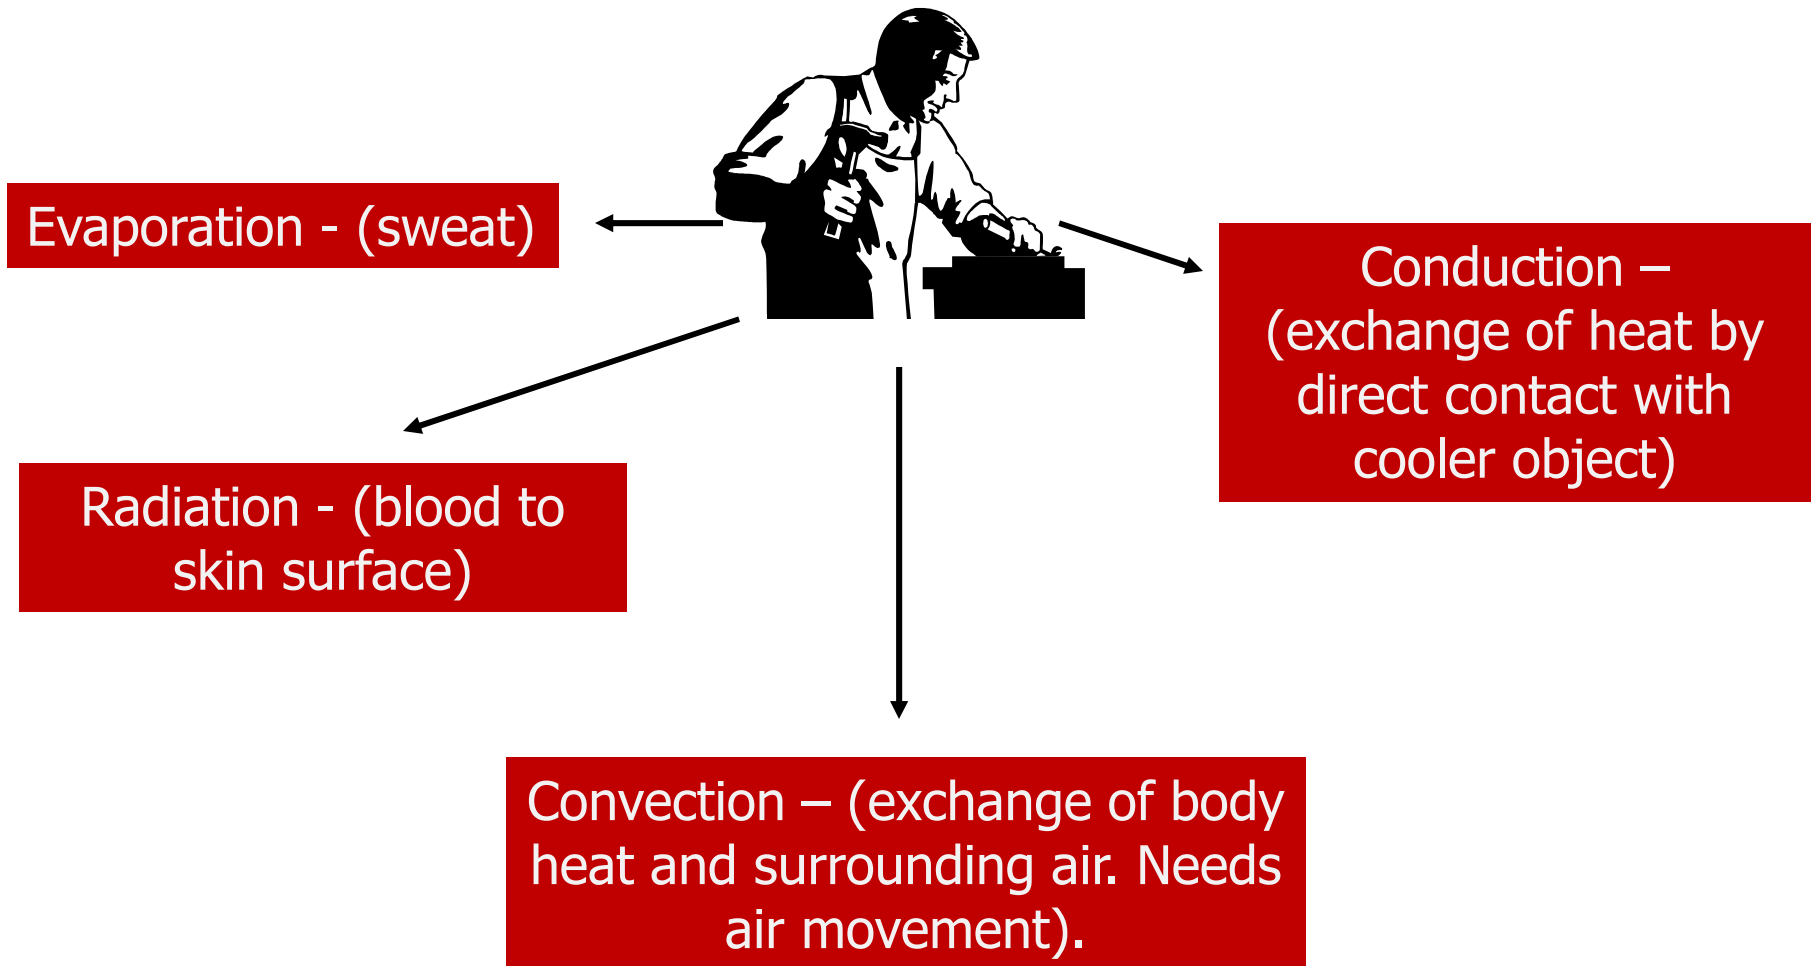 Evaporation - (sweat)
Conduction –
(exchange of heat by
direct contact with
cooler object)
Radiation - (blood to
skin surface)
Convection – (exchange of body
heat and surrounding air. Needs
air movement).